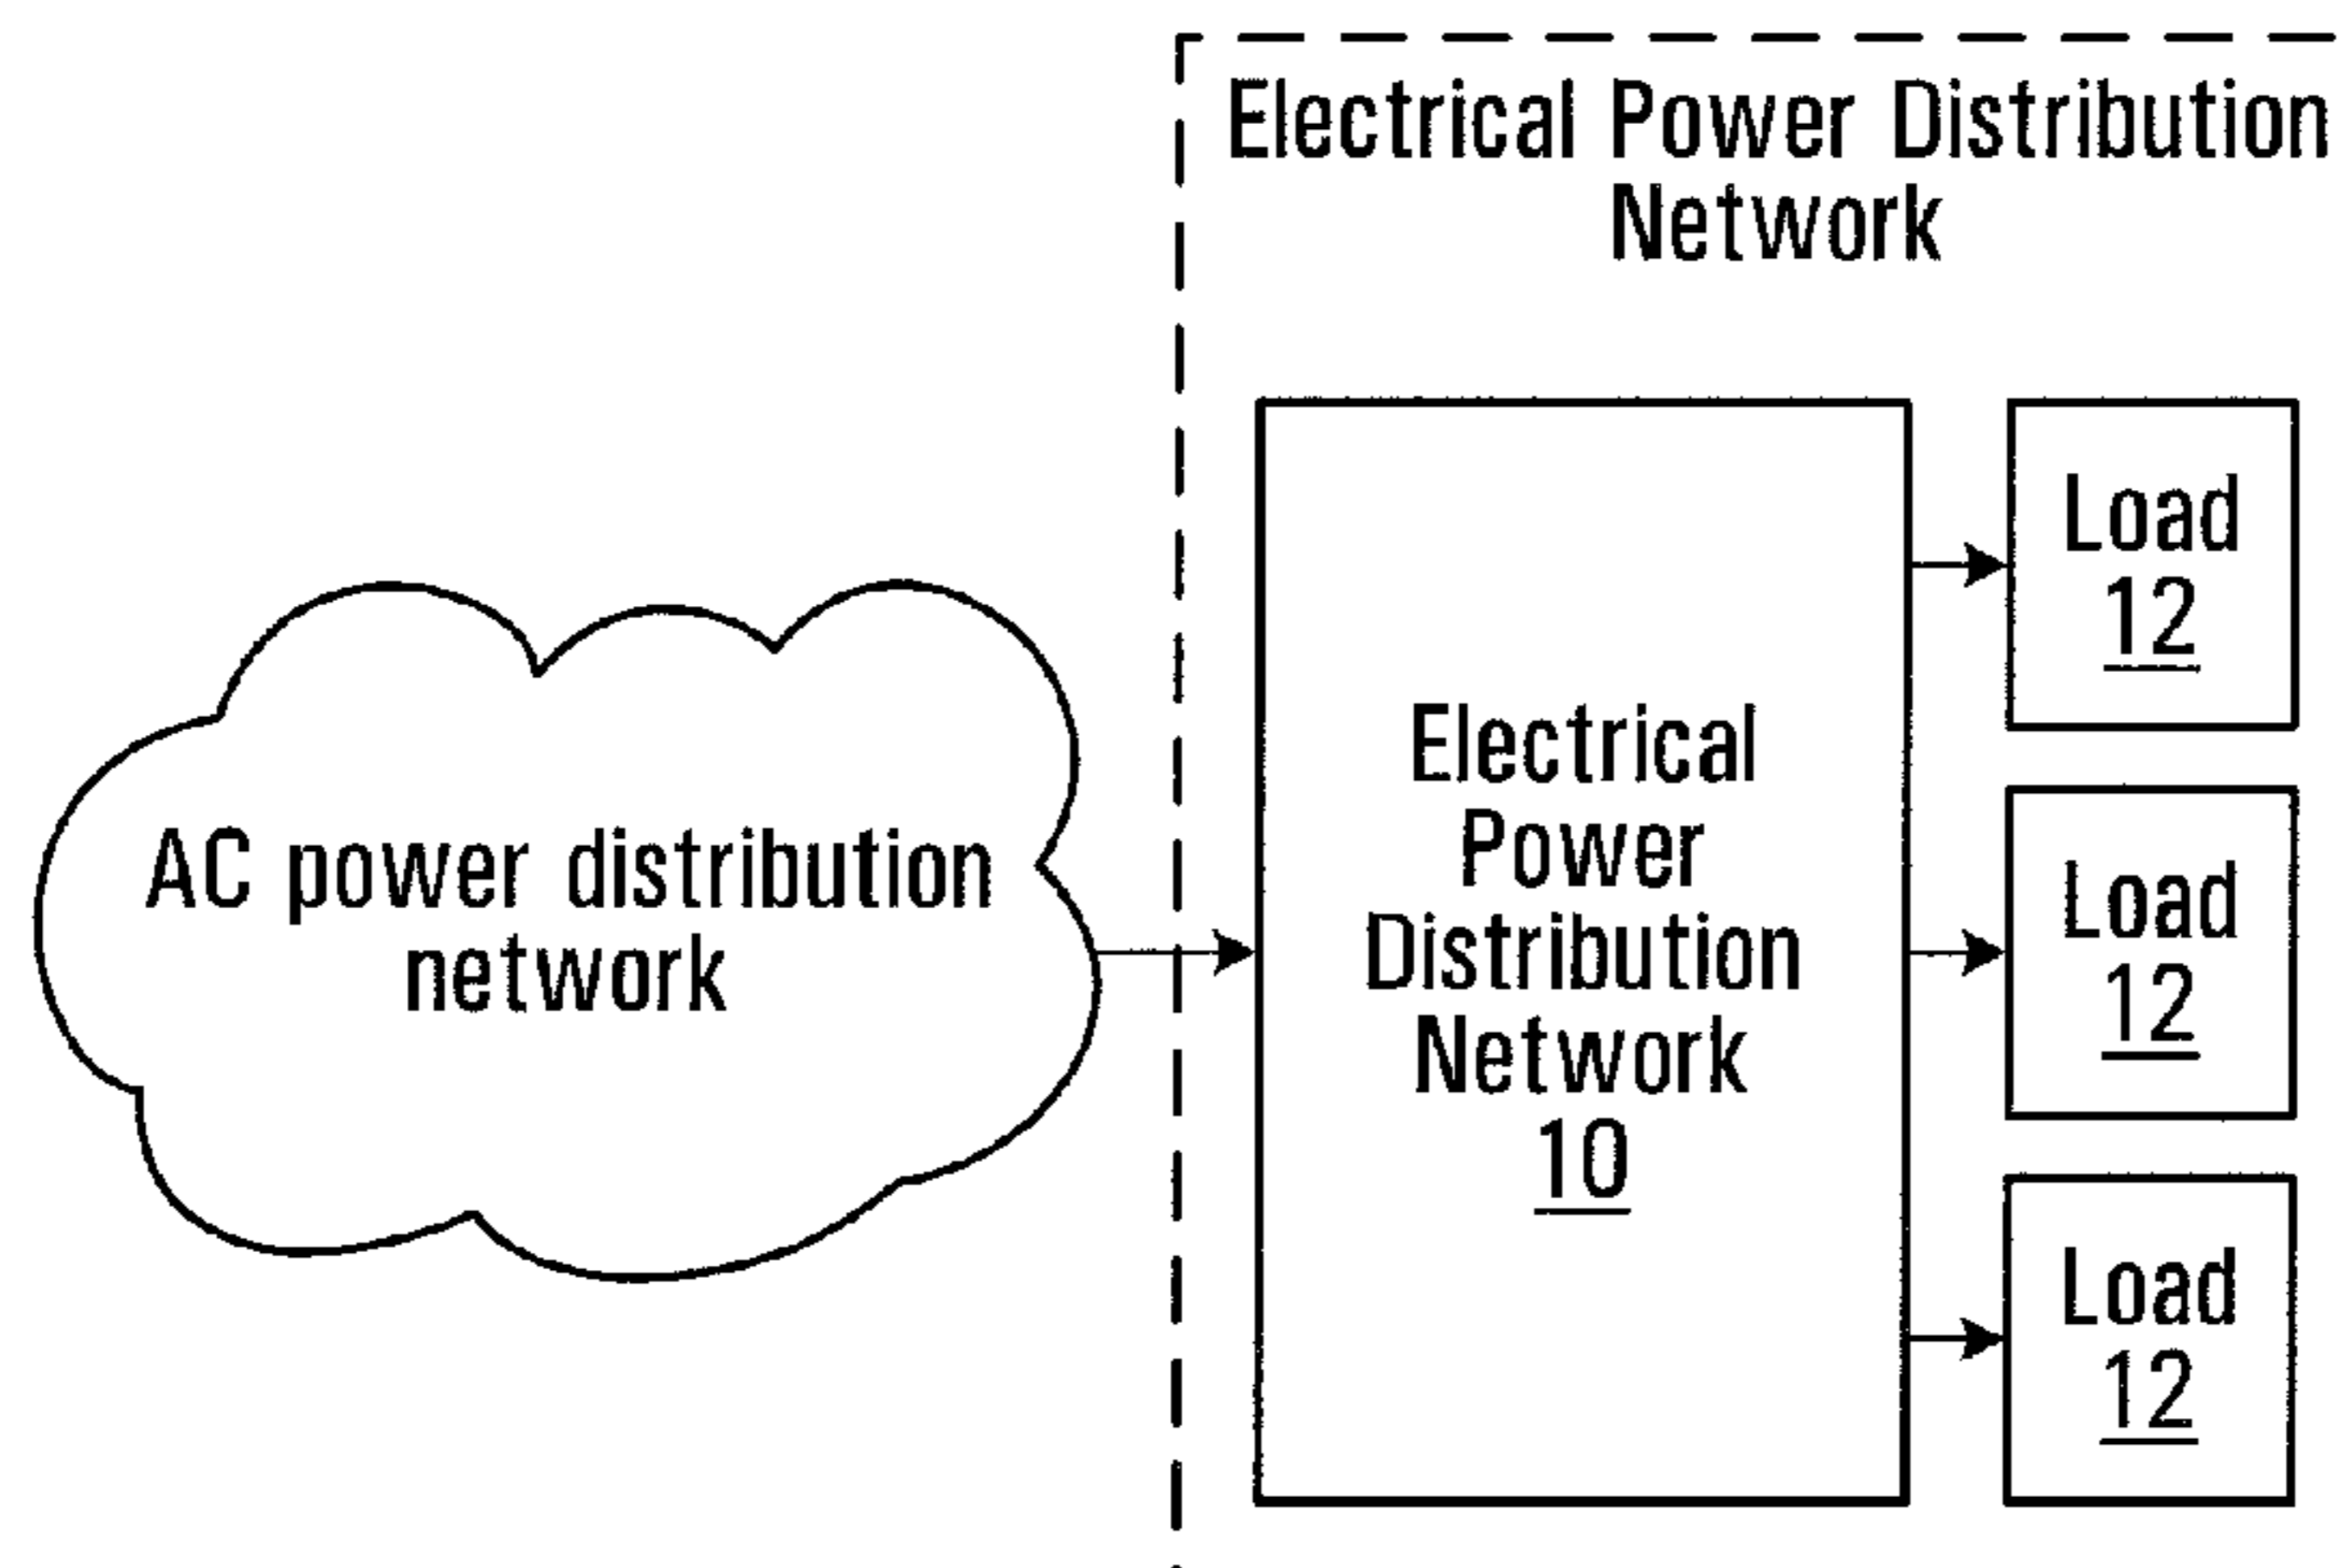 Electrical Power Distribution
Network
AC power distribution
network
Electrical
Power
Distribution
Network
10
Load
12
Load
12
Load
12